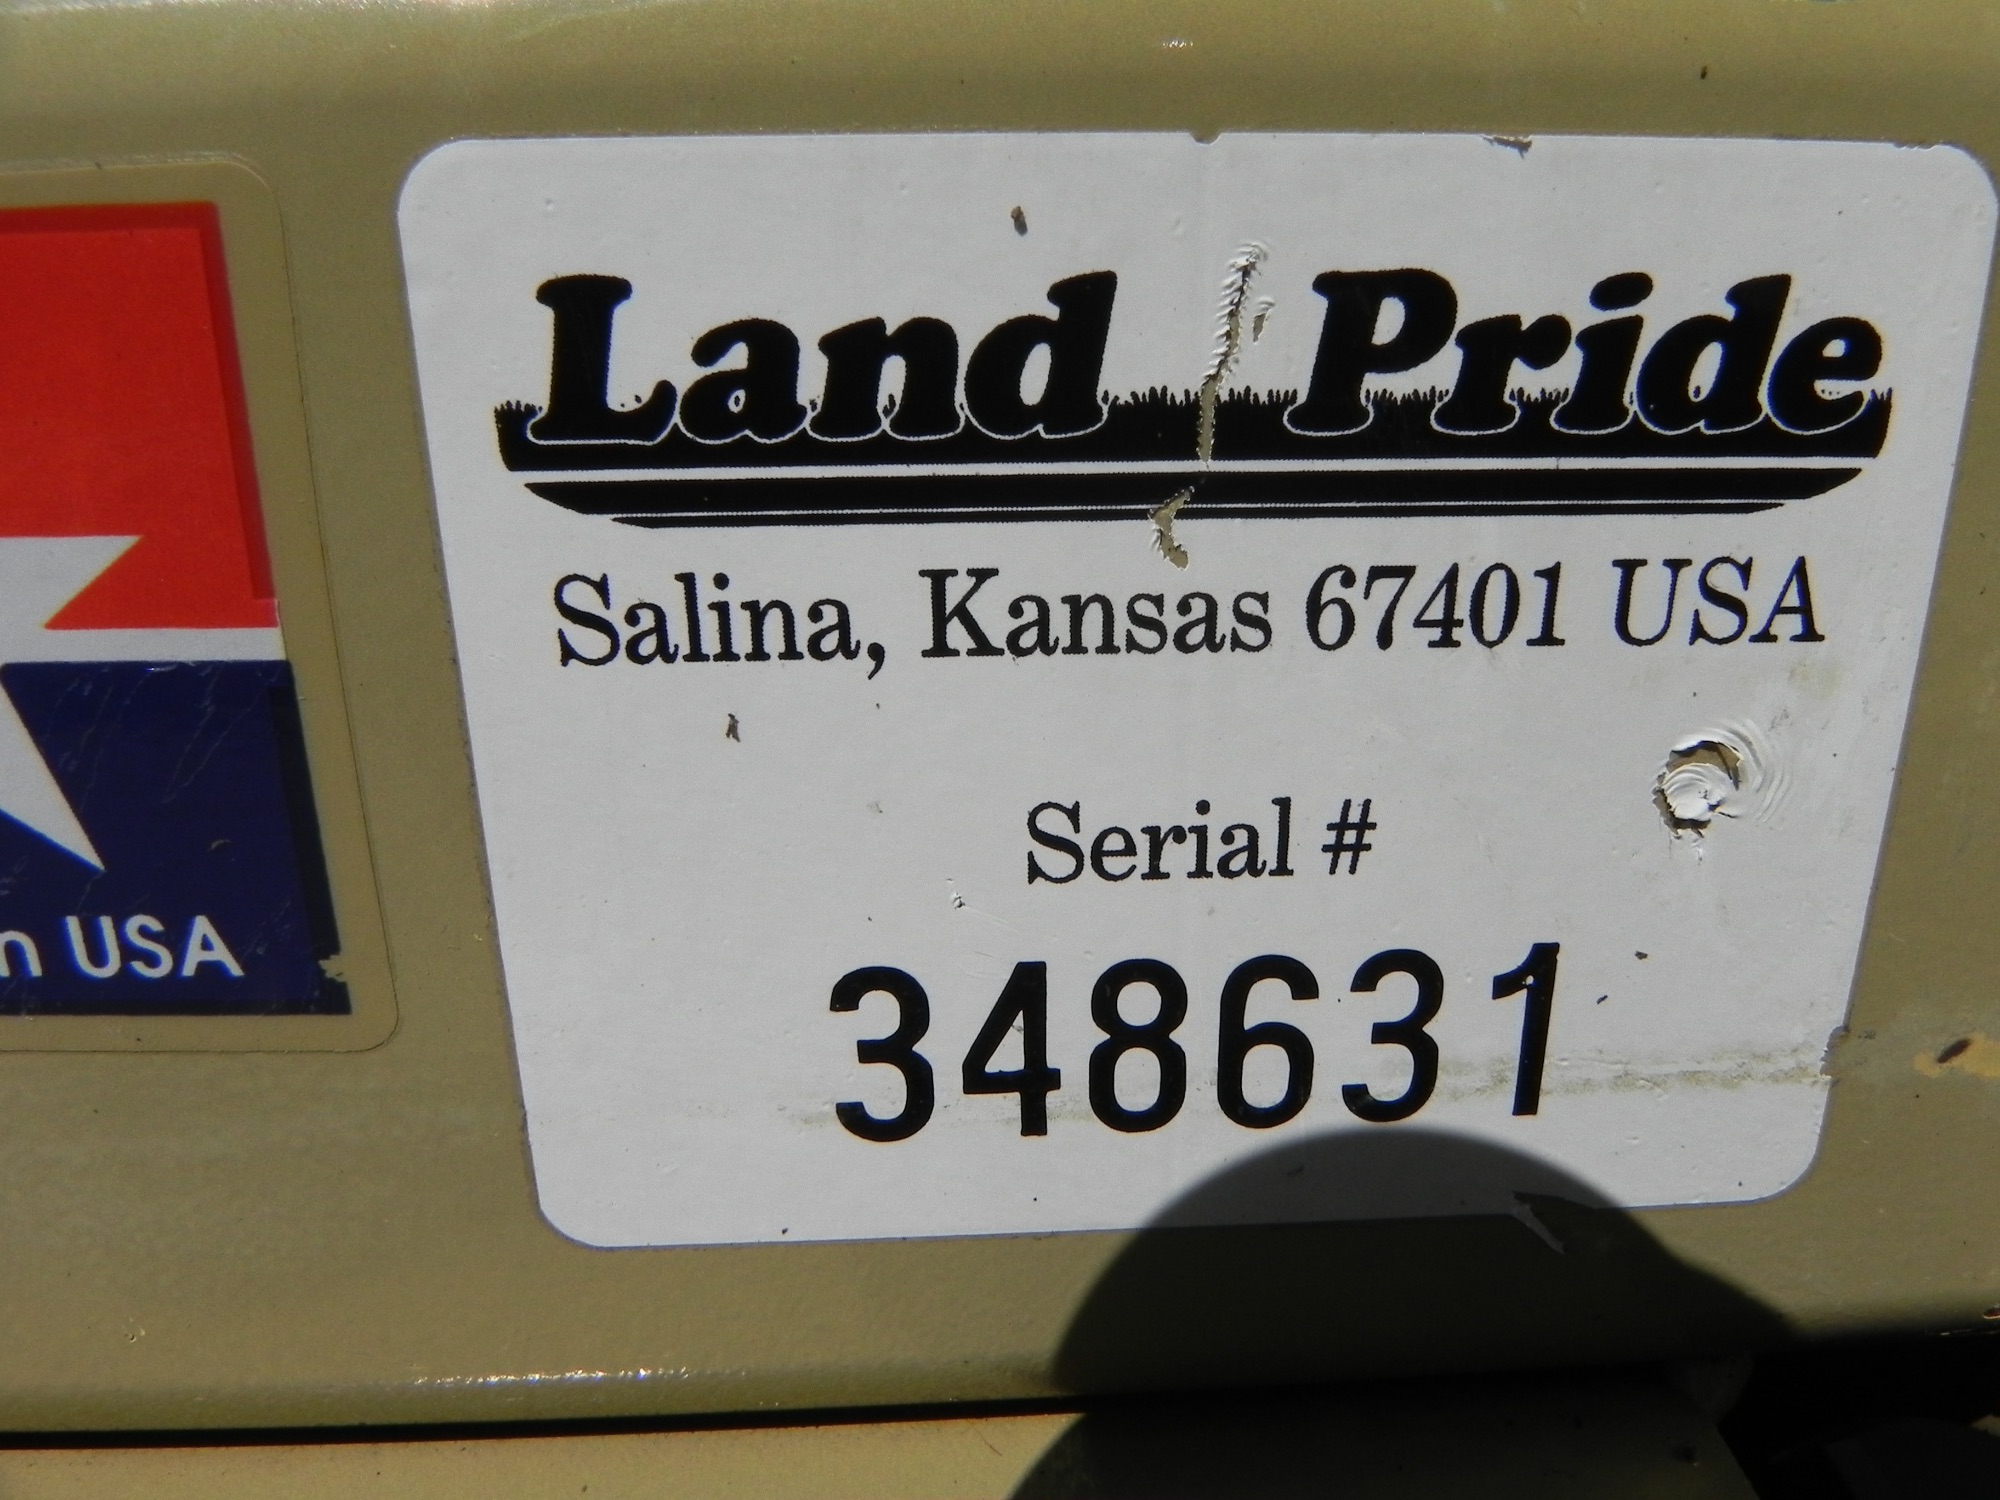 Land Pride
Salina, Kansas 67401 USA
Serial #
348631
n USA